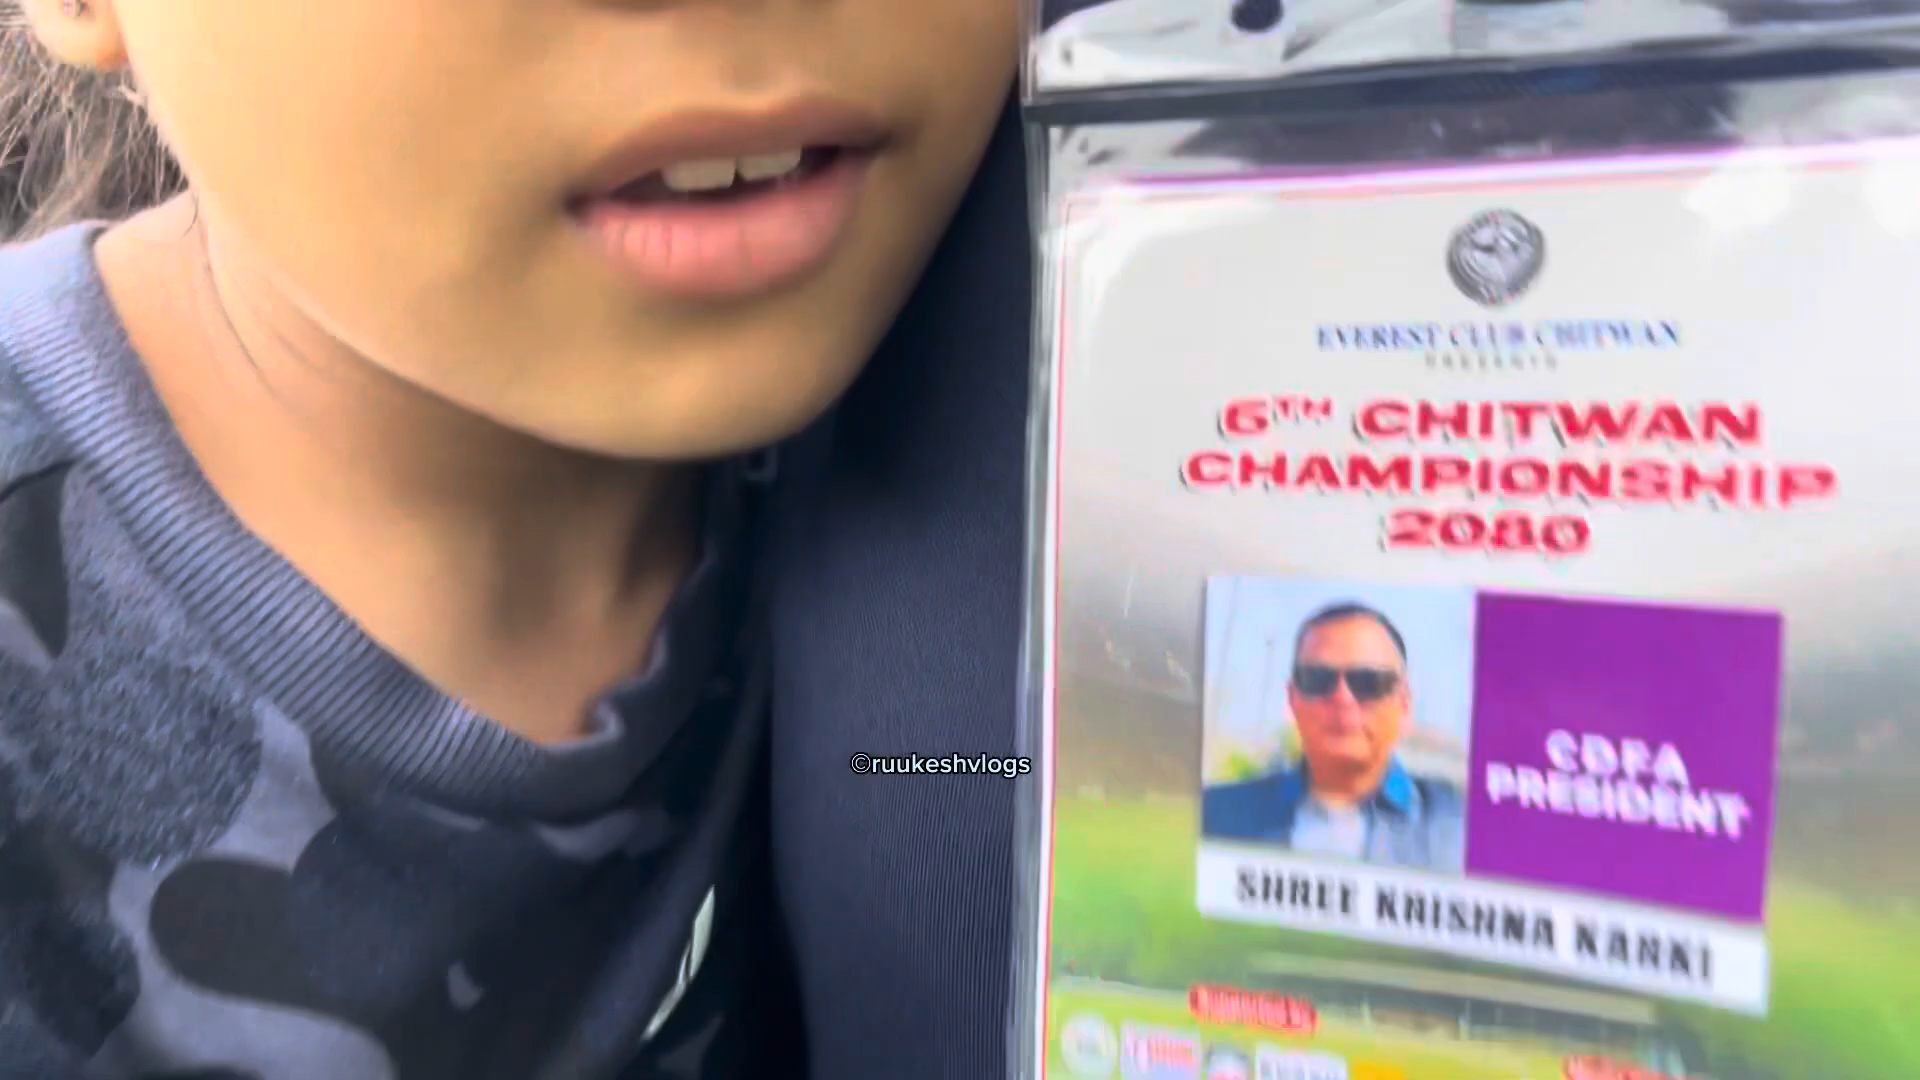 EVEREST CLUB CHITWAN
PRESENTS
6TH CHITWAN
CHAMPIONSHIP
2080
CDFA
PRESIDENT
SHREE KRISHNA KARKI
©ruukeshvlogs